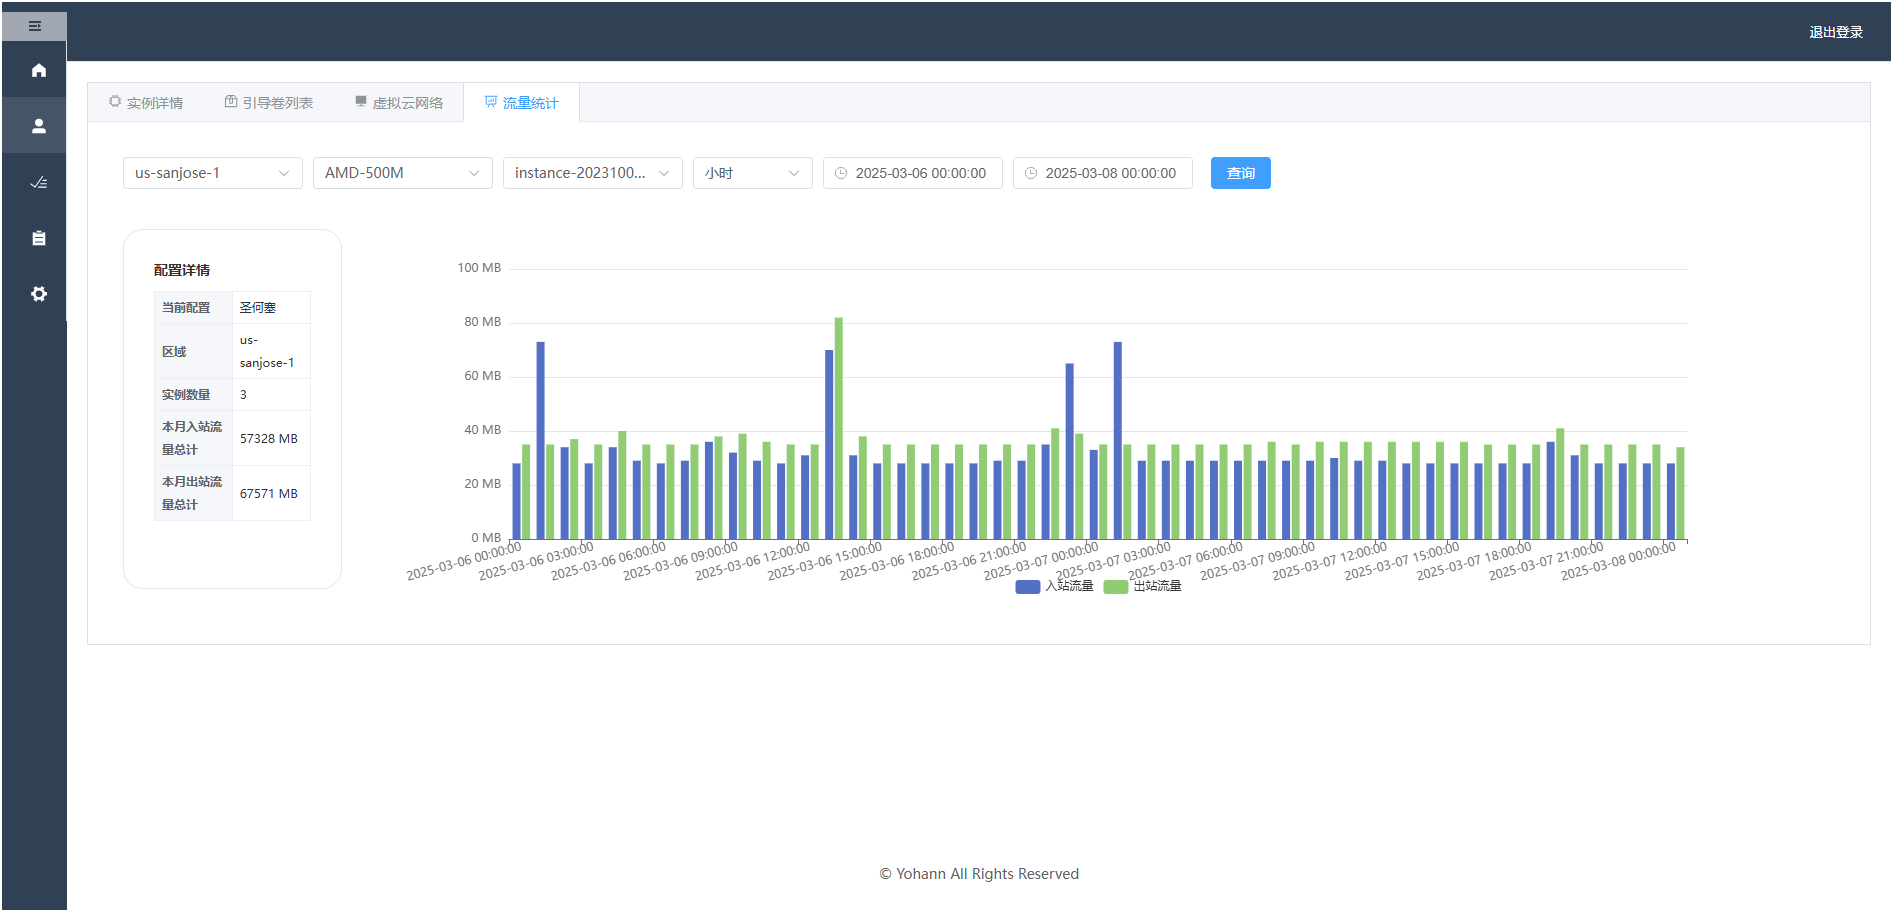 退出登录
实例详情
引导卷列表
虚拟云网络
流量统计
us-sanjose-1
AMD-500M
instance-2023100...
小时
2025-03-06 00:00:00
2025-03-08 00:00:00
查询
配置详情
当前配置 圣何塞
区域 us-
sanjose-1
实例数量 3
本月入站流
量总计 57328 MB
本月出站流
量总计 67571 MB
100 MB
80 MB
60 MB
40 MB
20 MB
0 MB
2025-03-06 00:00:00
2025-03-06 03:00:00
2025-03-06 06:00:00
2025-03-06 09:00:00
2025-03-06 12:00:00
2025-03-06 15:00:00
2025-03-06 18:00:00
2025-03-06 21:00:00
2025-03-07 00:00:00
2025-03-07 03:00:00
2025-03-07 06:00:00
2025-03-07 09:00:00
2025-03-07 12:00:00
2025-03-07 15:00:00
2025-03-07 18:00:00
2025-03-07 21:00:00
2025-03-08 00:00:00
入站流量
出站流量
© Yohann All Rights Reserved